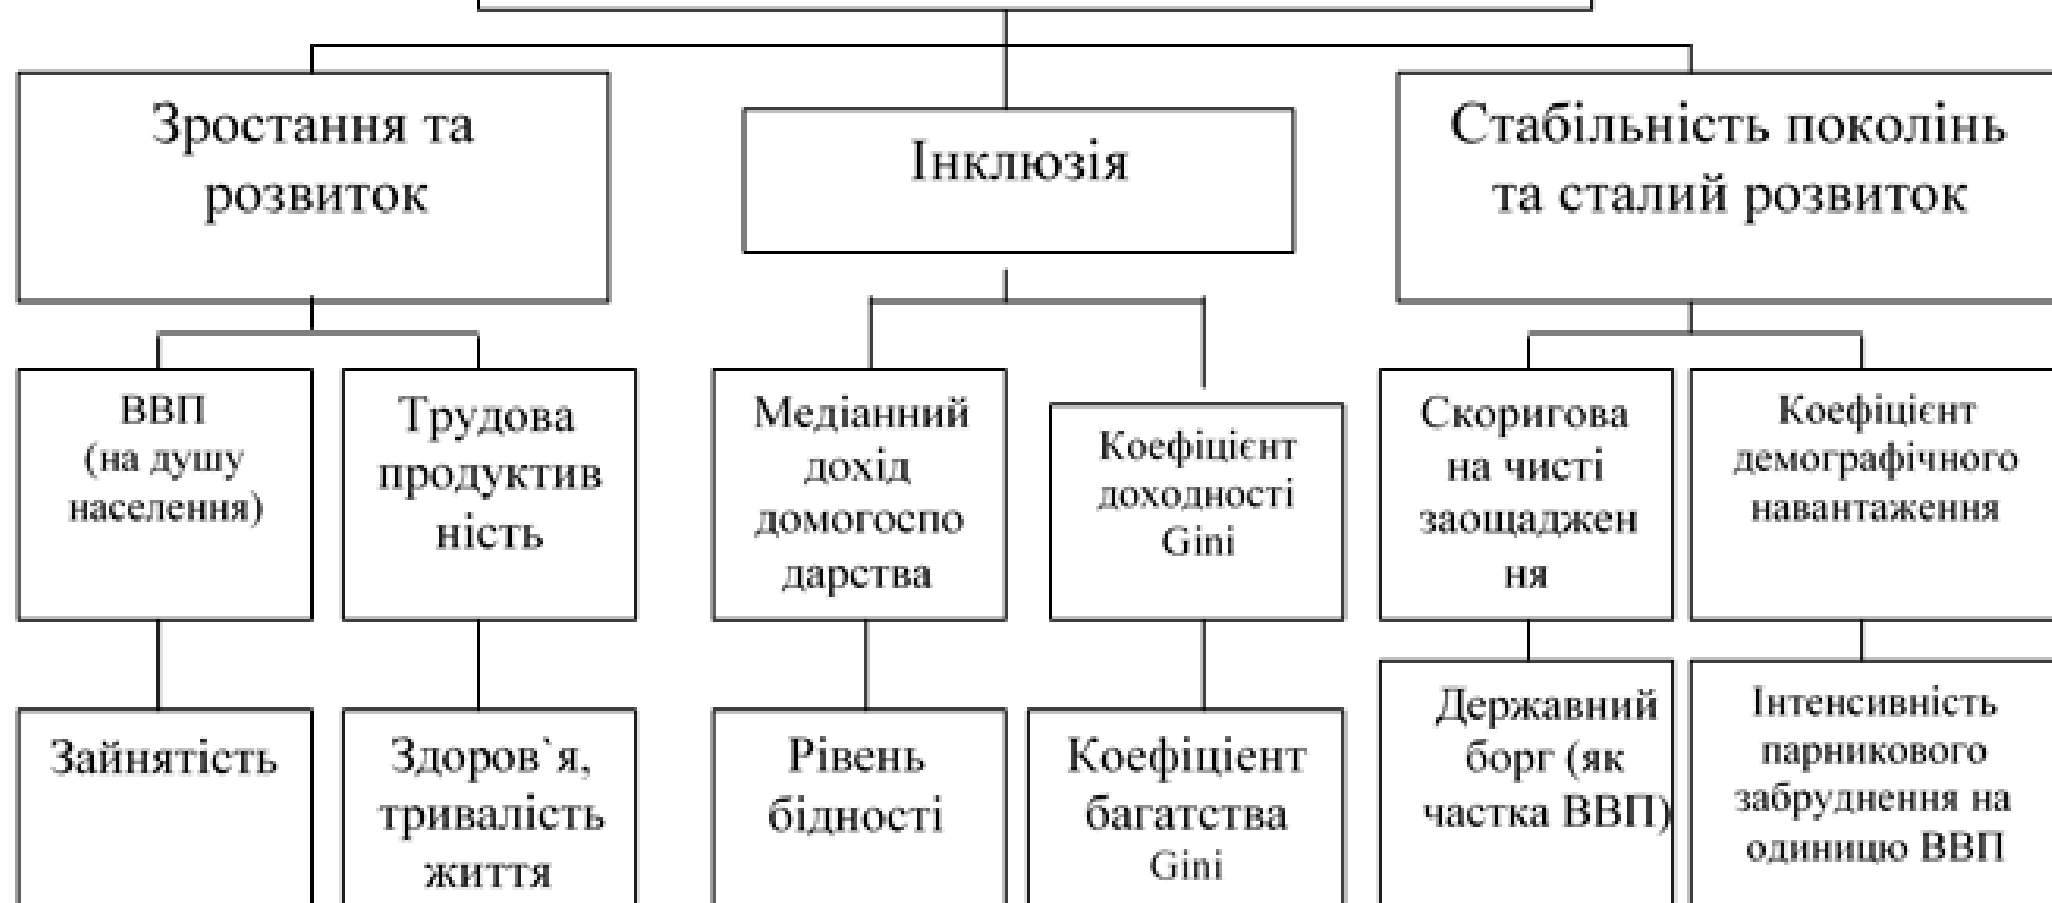 Зростання та
розвиток
Інклюзія
Стабільність поколінь
та сталий розвиток
ВВП
(на душу
населення)
Трудова
продуктив
ність
Медіанний
дохід
домогоспо
дарства
Коефіцієнт
доходності
Gini
Скоригова
на чисті
заощаджен
ня
Коефіцієнт
демографічного
навантаження
Зайнятість
Здоров`я,
тривалість
життя
Рівень
бідності
Коефіціент
багатства
Gini
Державний
борг (як
частка ВВП)
Інтенсивність
парникового
забруднення на
одиницю ВВП